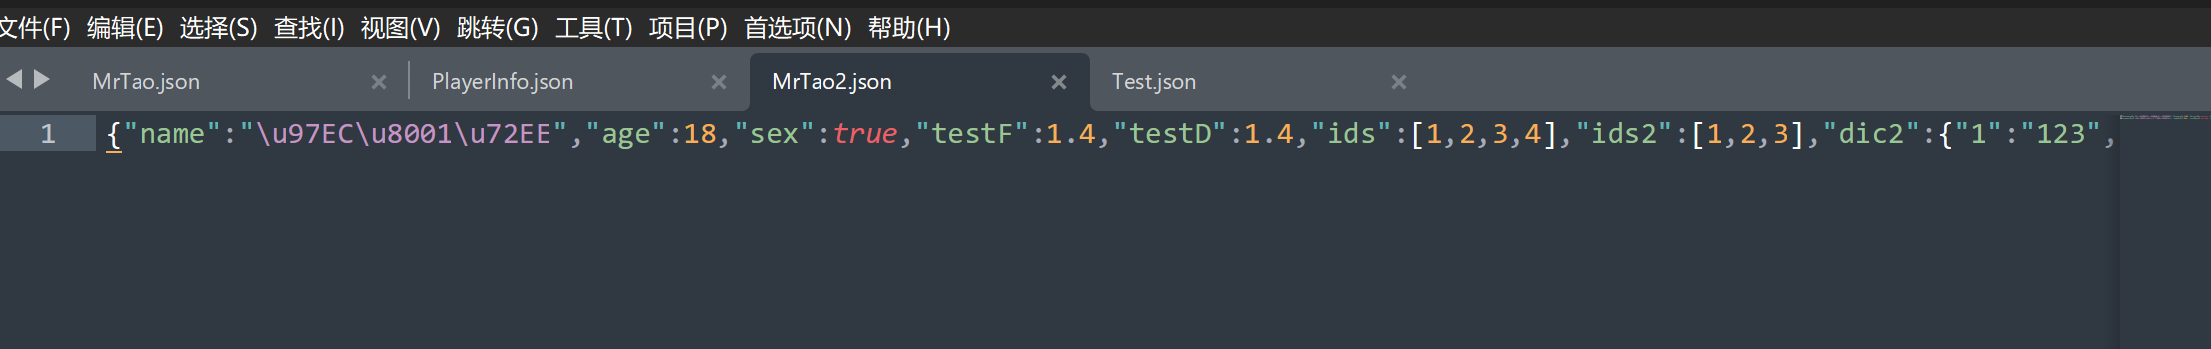 文件(F) 编辑(E) 选择(S) 查找(I) 视图(V) 跳转(G) 工具(T) 项目(P) 首选项(N) 帮助(H)
MrTao.json PlayerInfo.json MrTao2.json Test.json
1 {"name":"\u97EC\u8001\u72EE","age":18,"sex":true,"testF":1.4,"testD":1.4,"ids":[1,2,3,4],"ids2":[1,2,3],"dic2":{"1":"123",